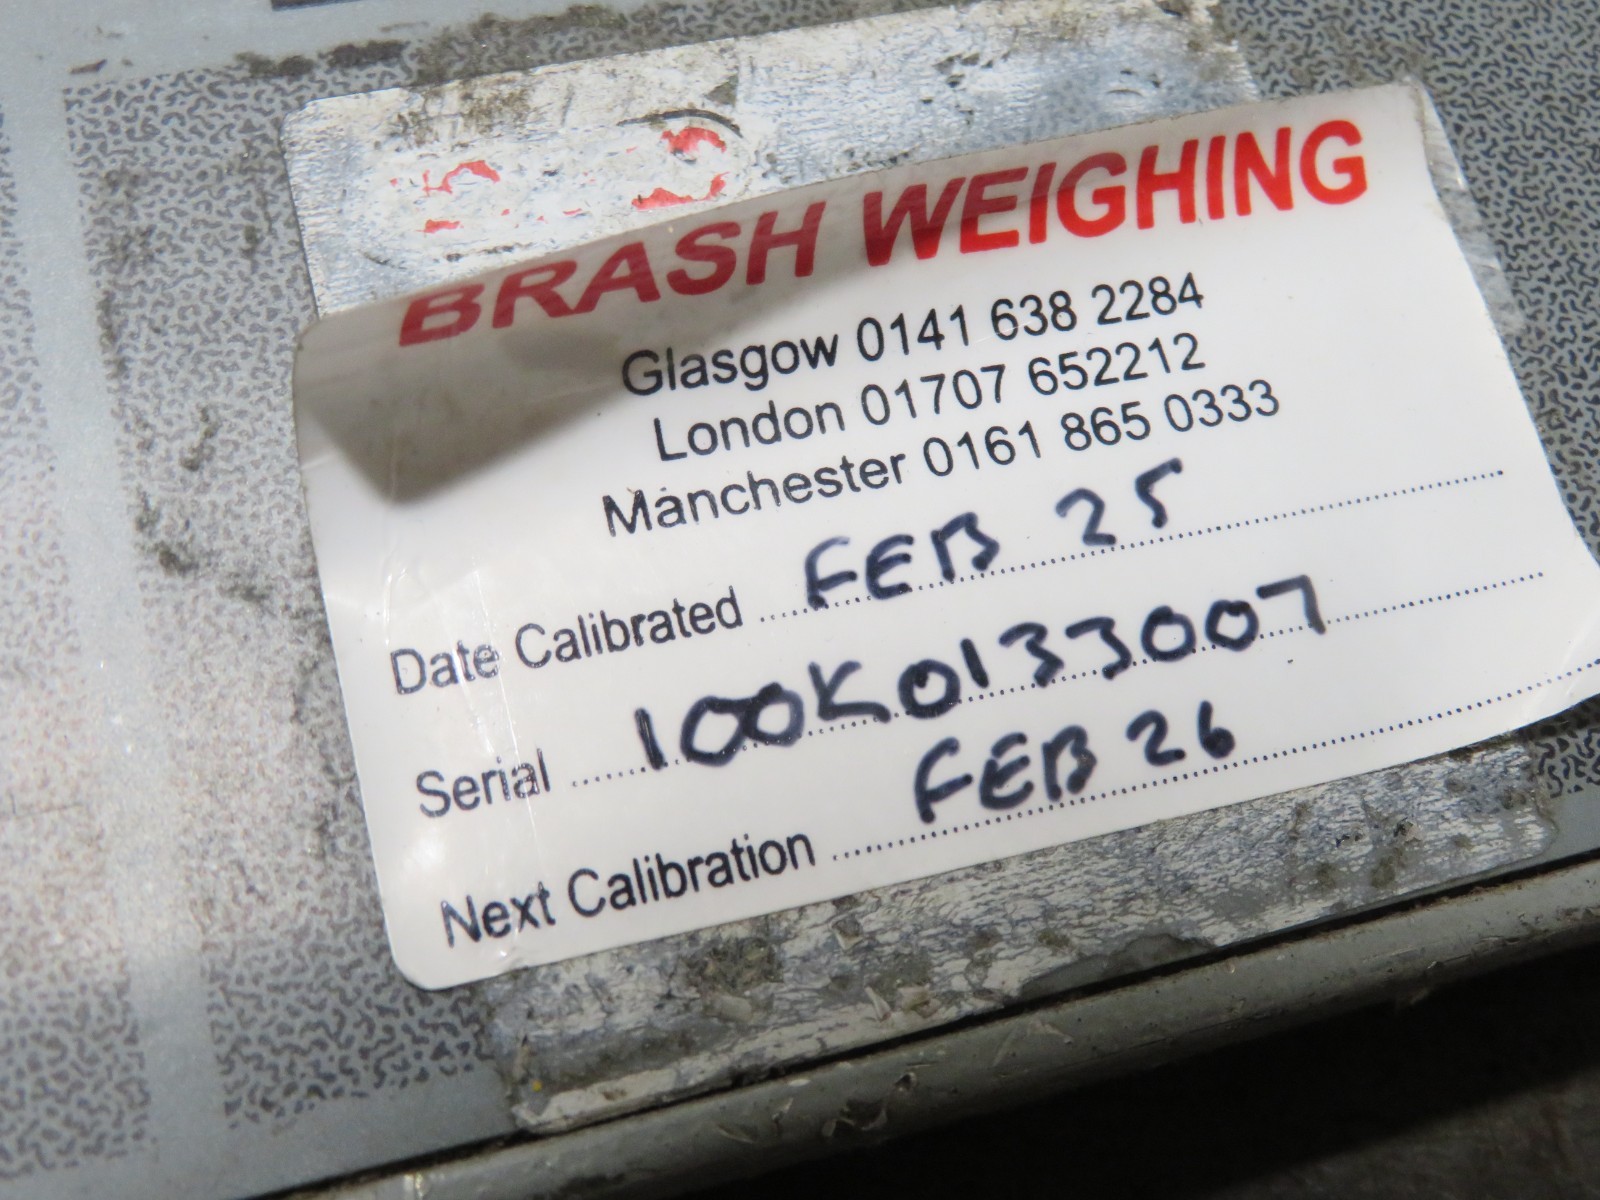 BRASH WEIGHING
Glasgow 0141 638 2284
London 01707 652212
Manchester 0161 865 0333
Date Calibrated FEB 25
Serial 100K0133007
Next Calibration FEB 26